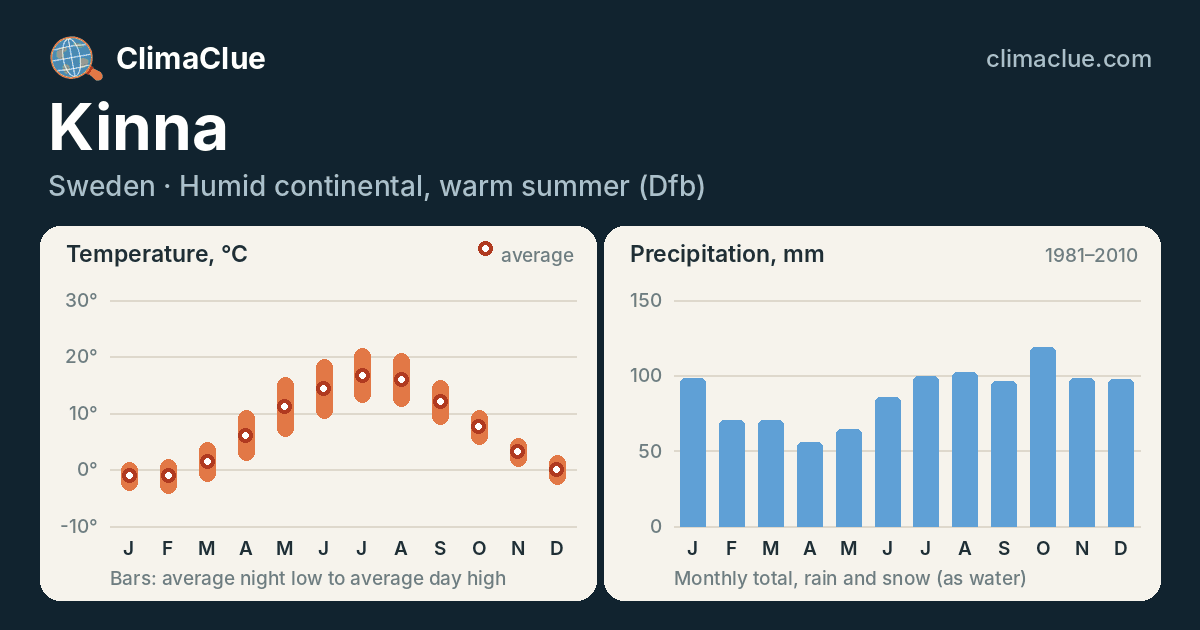 ClimaClue
climaclue.com
Kinna
Sweden · Humid continental, warm summer (Dfb)
Temperature, °C
average
30°
20°
10°
0°
-10°
J F M A M J J A S O N D
Bars: average night low to average day high
Precipitation, mm
1981–2010
150
100
50
0
J F M A M J J A S O N D
Monthly total, rain and snow (as water)